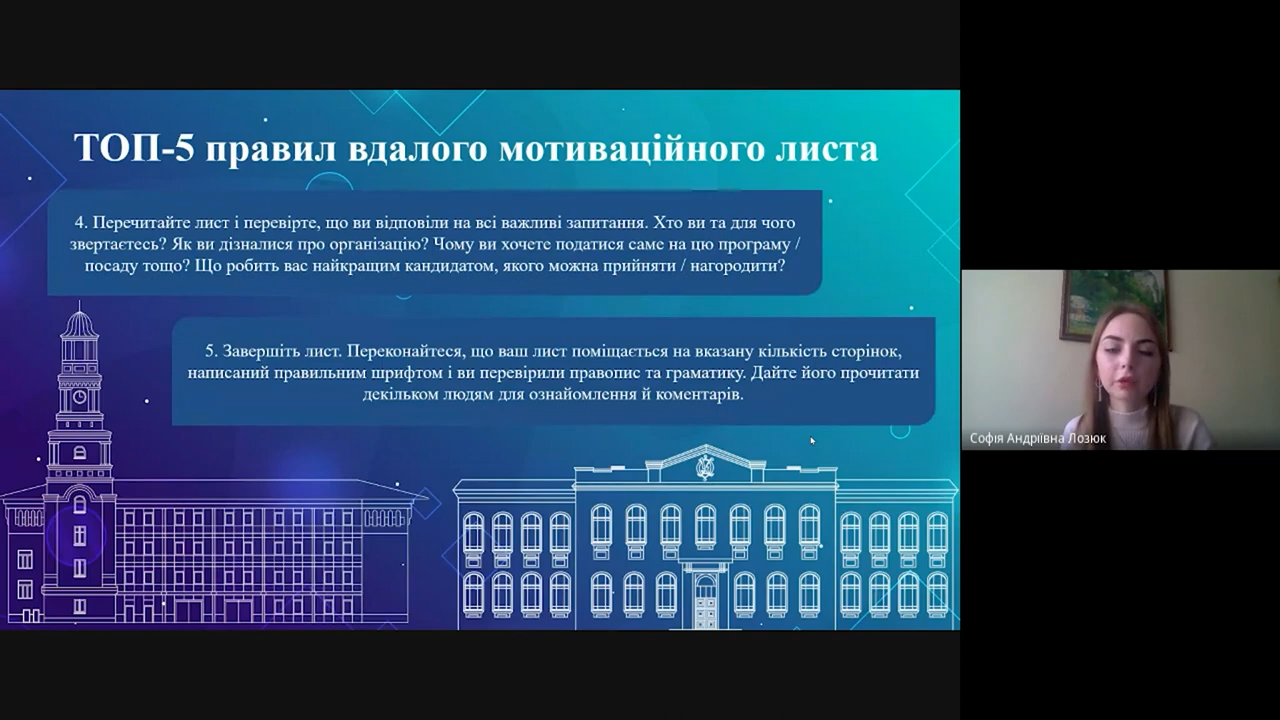 ТОП-5 правил вдалого мотиваційного листа
4. Перечитайте лист і перевірте, що ви відповіли на всі важливі запитання. Хто ви та для чого
звертаєтесь? Як ви дізналися про організацію? Чому ви хочете податися саме на цю програму /
посаду тощо? Що робить вас найкращим кандидатом, якого можна прийняти / нагородити?
5. Завершіть лист. Переконайтеся, що ваш лист поміщається на вказану кількість сторінок,
написаний правильним шрифтом і ви перевірили правопис та граматику. Дайте його прочитати
декільком людям для ознайомлення й коментарів.
Софія Андріївна Лозюк